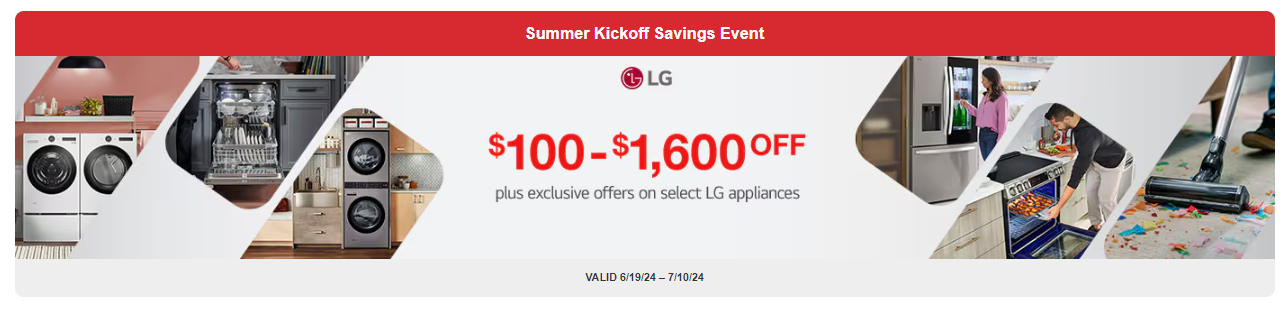 Summer Kickoff Savings Event
LG
$100-$1,600 OFF
plus exclusive offers on select LG appliances
VALID 6/19/24 – 7/10/24